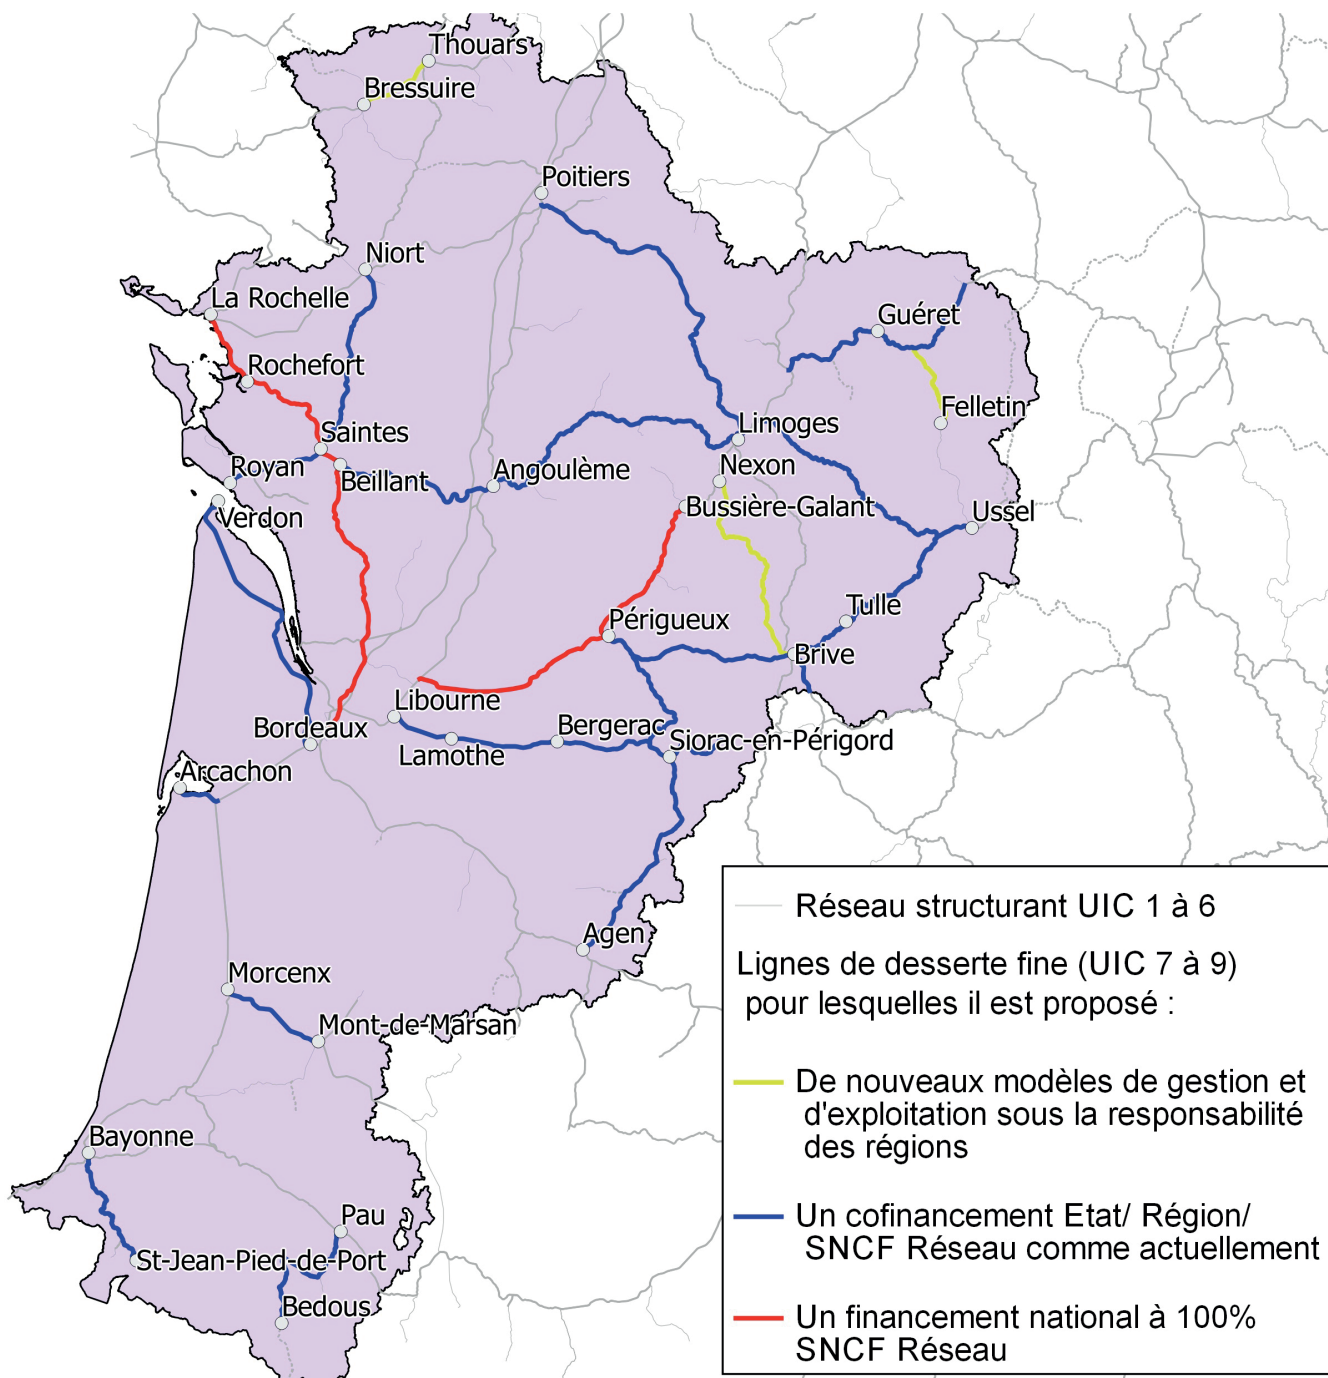 Thouars
Bressuire
Poitiers
Niort
La Rochelle
Guéret
Rochefort
Felletin
Saintes
Limoges
Royan
Beillant
Angoulême
Nexon
Verdon
Bussière-Galant
Ussel
Périgueux
Tulle
Brive
Libourne
Bordeaux
Bergerac
Siorac-en-Périgord
Lamothe
Arcachon
Agen
Morcenx
Mont-de-Marsan
Bayonne
Pau
St-Jean-Pied-de-Port
Bedous
Réseau structurant UIC 1 à 6
Lignes de desserte fine (UIC 7 à 9)
pour lesquelles il est proposé :
De nouveaux modèles de gestion et
d'exploitation sous la responsabilité
des régions
Un cofinancement Etat/ Région/
SNCF Réseau comme actuellement
Un financement national à 100%
SNCF Réseau